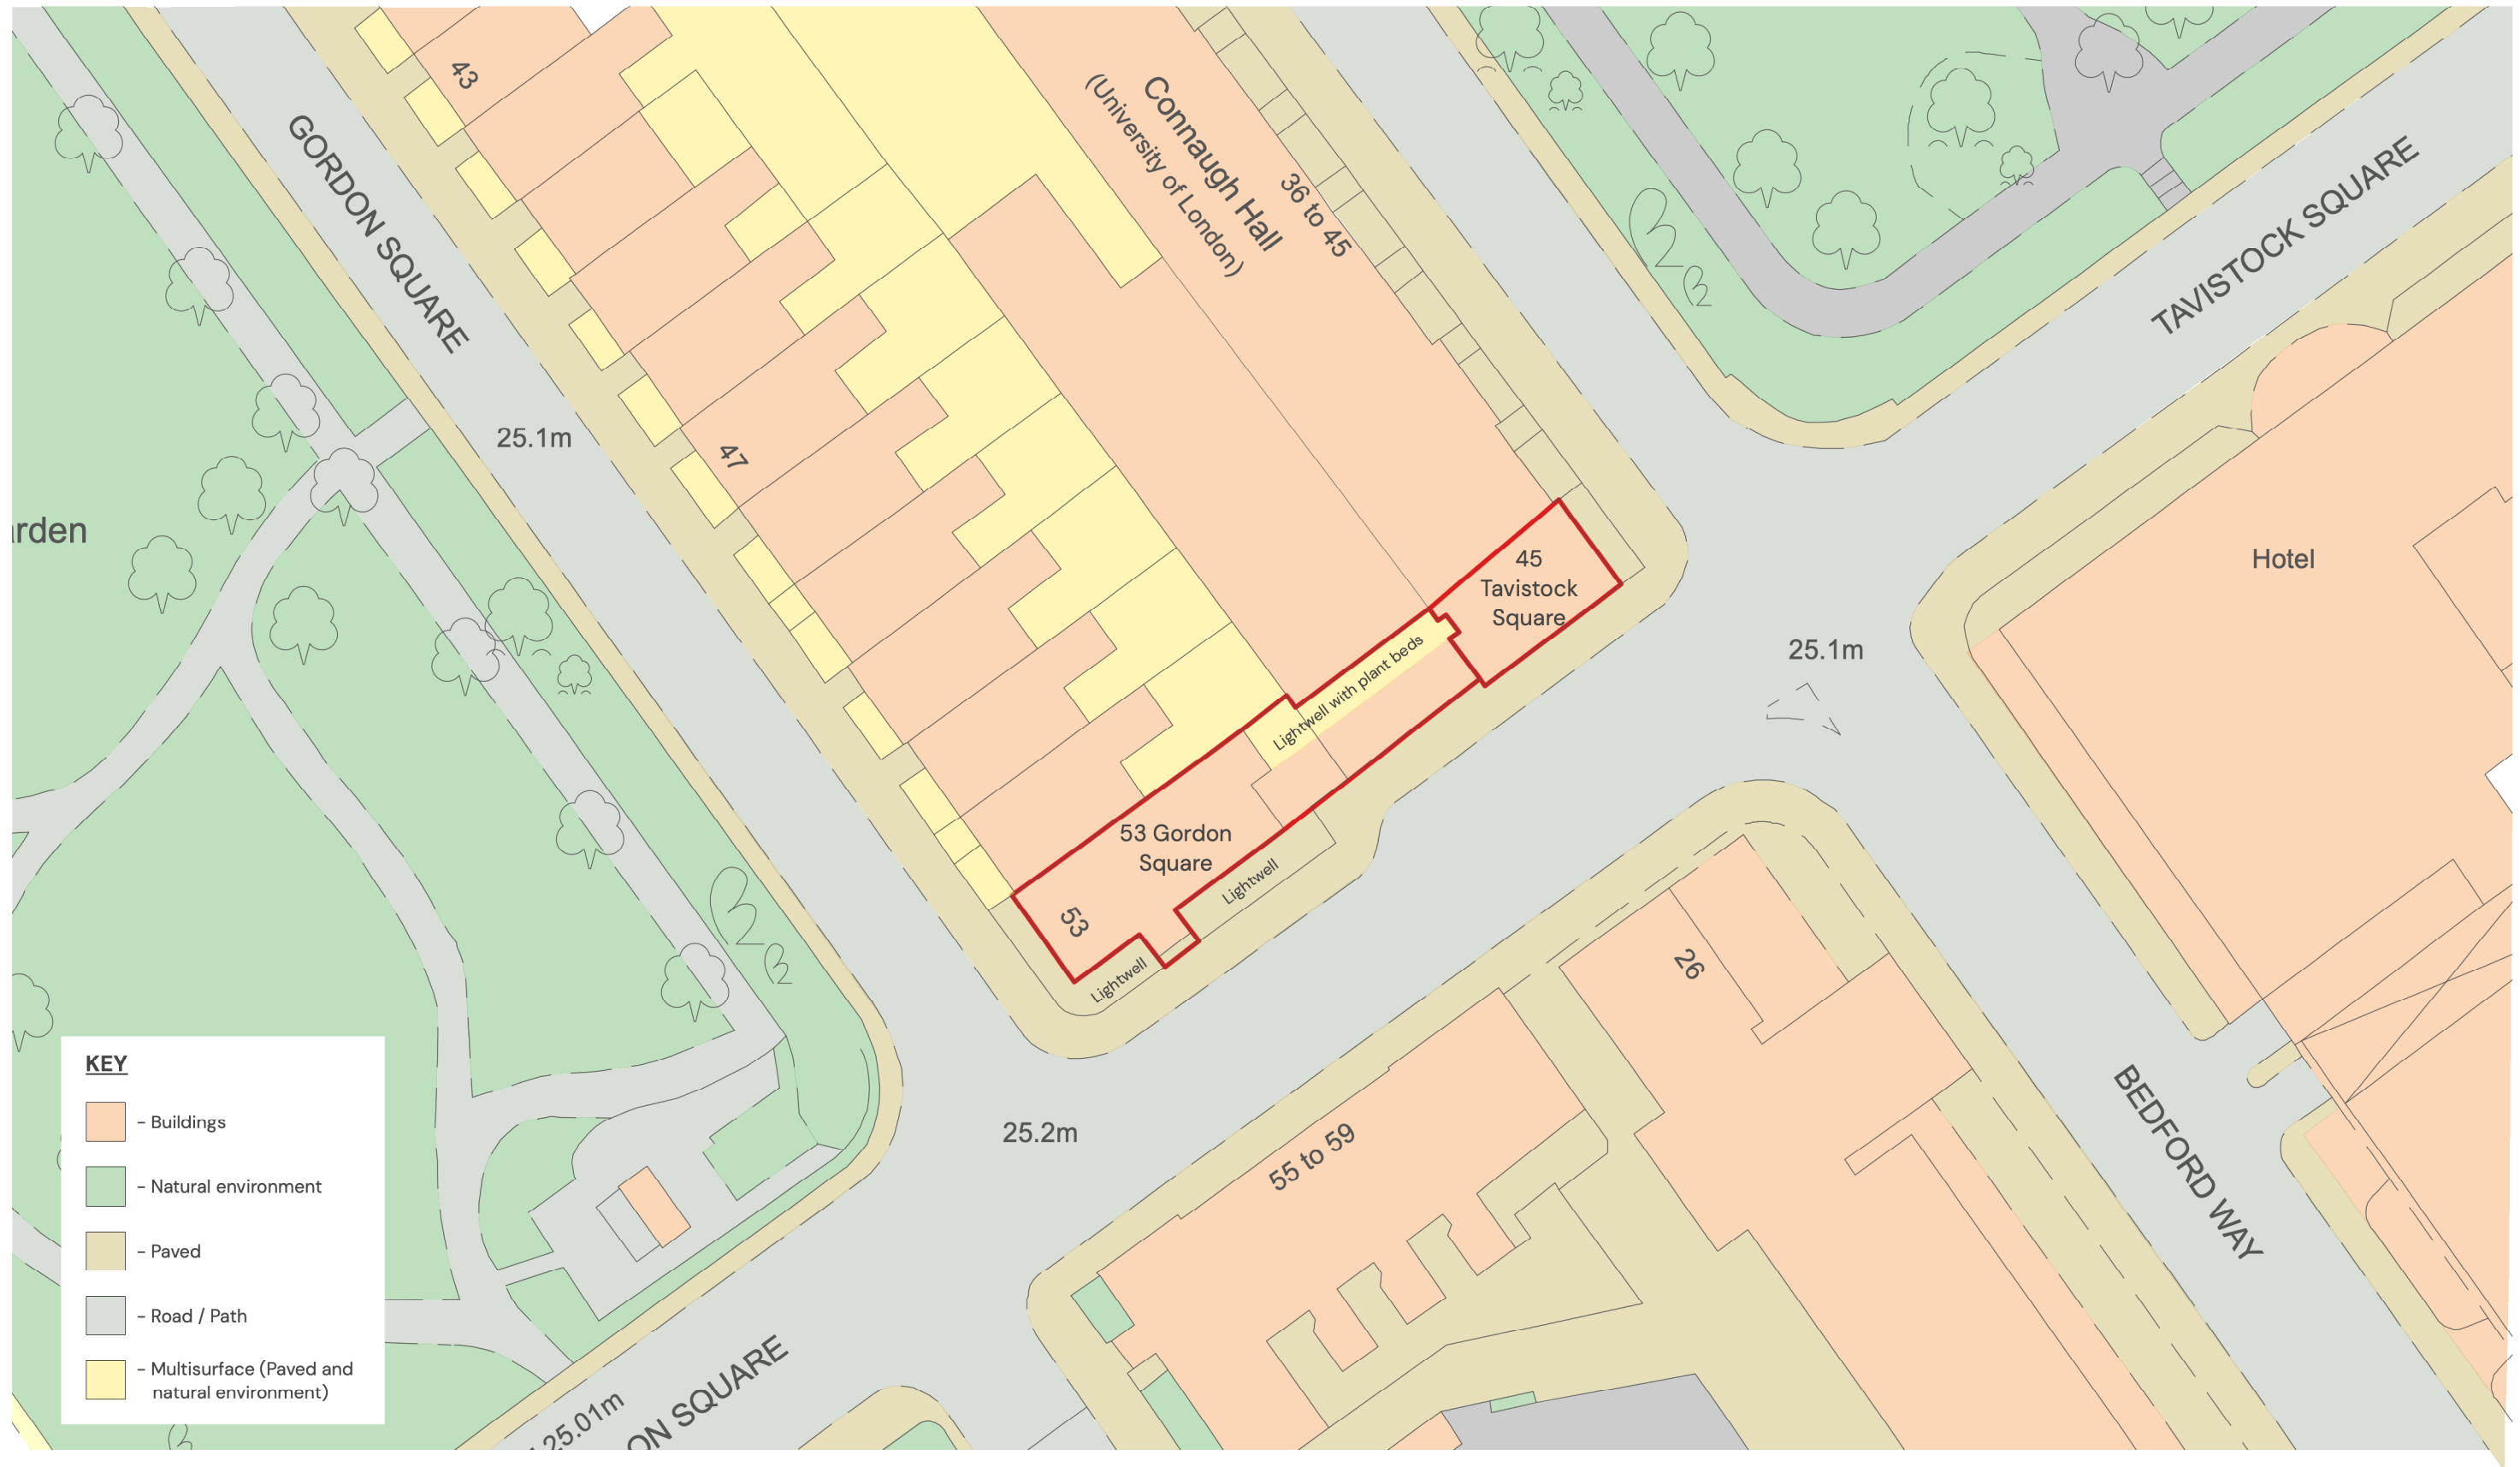 43
GORDON SQUARE
Connaugh Hall
(University of London)
36 to 45
TAVISTOCK SQUARE
25.1m
47
arden
45
Tavistock
Square
Hotel
25.1m
Lightwell with plant beds
53 Gordon
Square
Lightwell
53
Lightwell
26
25.2m
55 to 59
BEDFORD WAY
ON SQUARE
25.01m
KEY
- Buildings
- Natural environment
- Paved
- Road / Path
- Multisurface (Paved and
natural environment)